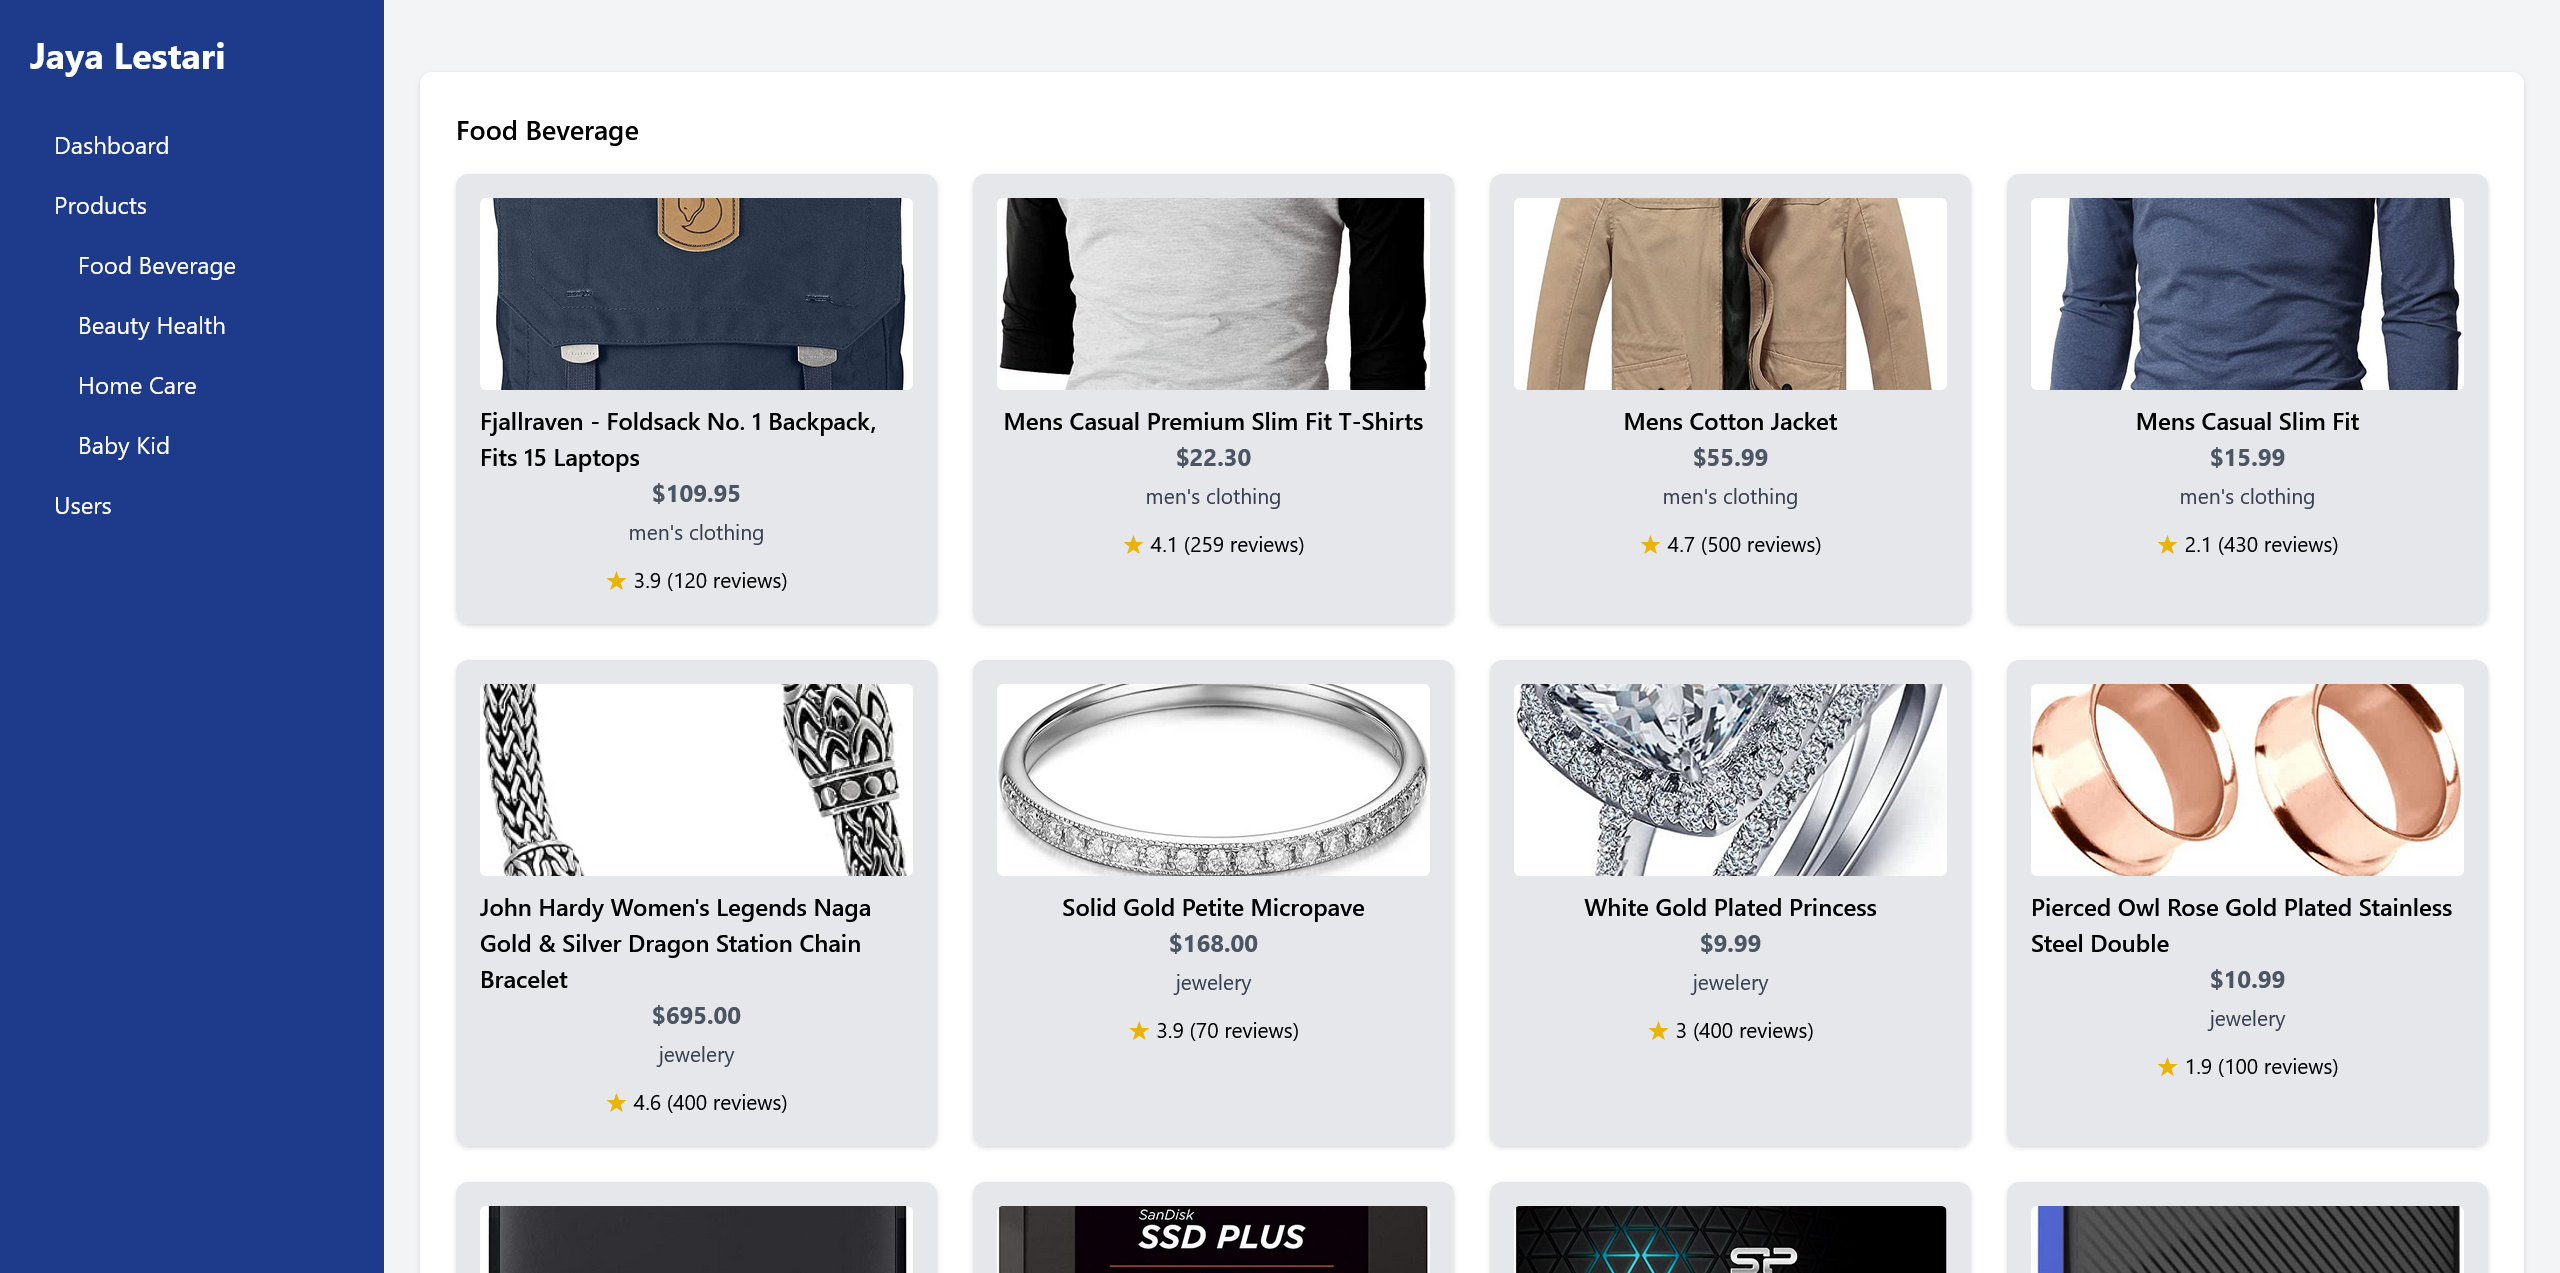 Jaya Lestari
Dashboard
Products
Food Beverage
Beauty Health
Home Care
Baby Kid
Users
Food Beverage
Fjallraven - Foldsack No. 1 Backpack,
Fits 15 Laptops
$109.95
men's clothing
★ 3.9 (120 reviews)
Mens Casual Premium Slim Fit T-Shirts
$22.30
men's clothing
★ 4.1 (259 reviews)
Mens Cotton Jacket
$55.99
men's clothing
★ 4.7 (500 reviews)
Mens Casual Slim Fit
$15.99
men's clothing
★ 2.1 (430 reviews)
John Hardy Women's Legends Naga
Gold & Silver Dragon Station Chain
Bracelet
$695.00
jewelery
★ 4.6 (400 reviews)
Solid Gold Petite Micropave
$168.00
jewelery
★ 3.9 (70 reviews)
White Gold Plated Princess
$9.99
jewelery
★ 3 (400 reviews)
Pierced Owl Rose Gold Plated Stainless
Steel Double
$10.99
jewelery
★ 1.9 (100 reviews)
SanDisk
SSD PLUS
SP